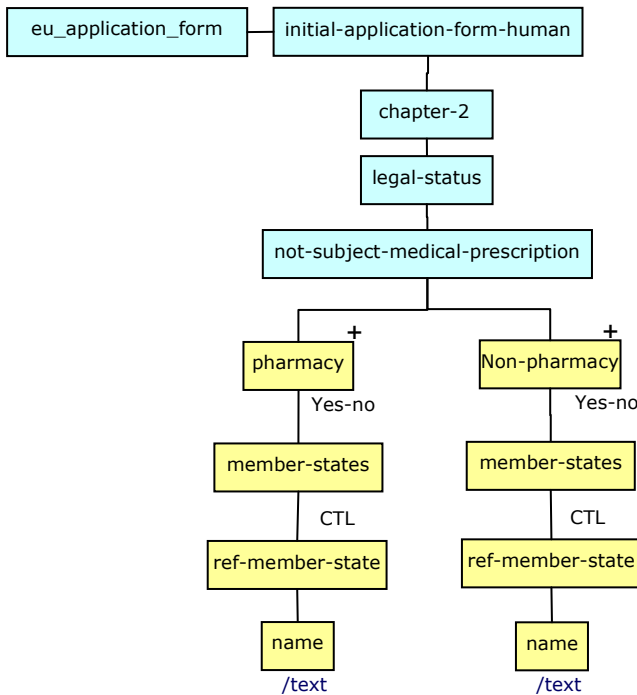 eu_application_form
initial-application-form-human
chapter-2
legal-status
not-subject-medical-prescription
+
+
pharmacy
Non-pharmacy
Yes-no
Yes-no
member-states
member-states
CTL
CTL
ref-member-state
ref-member-state
name
name
/text
/text